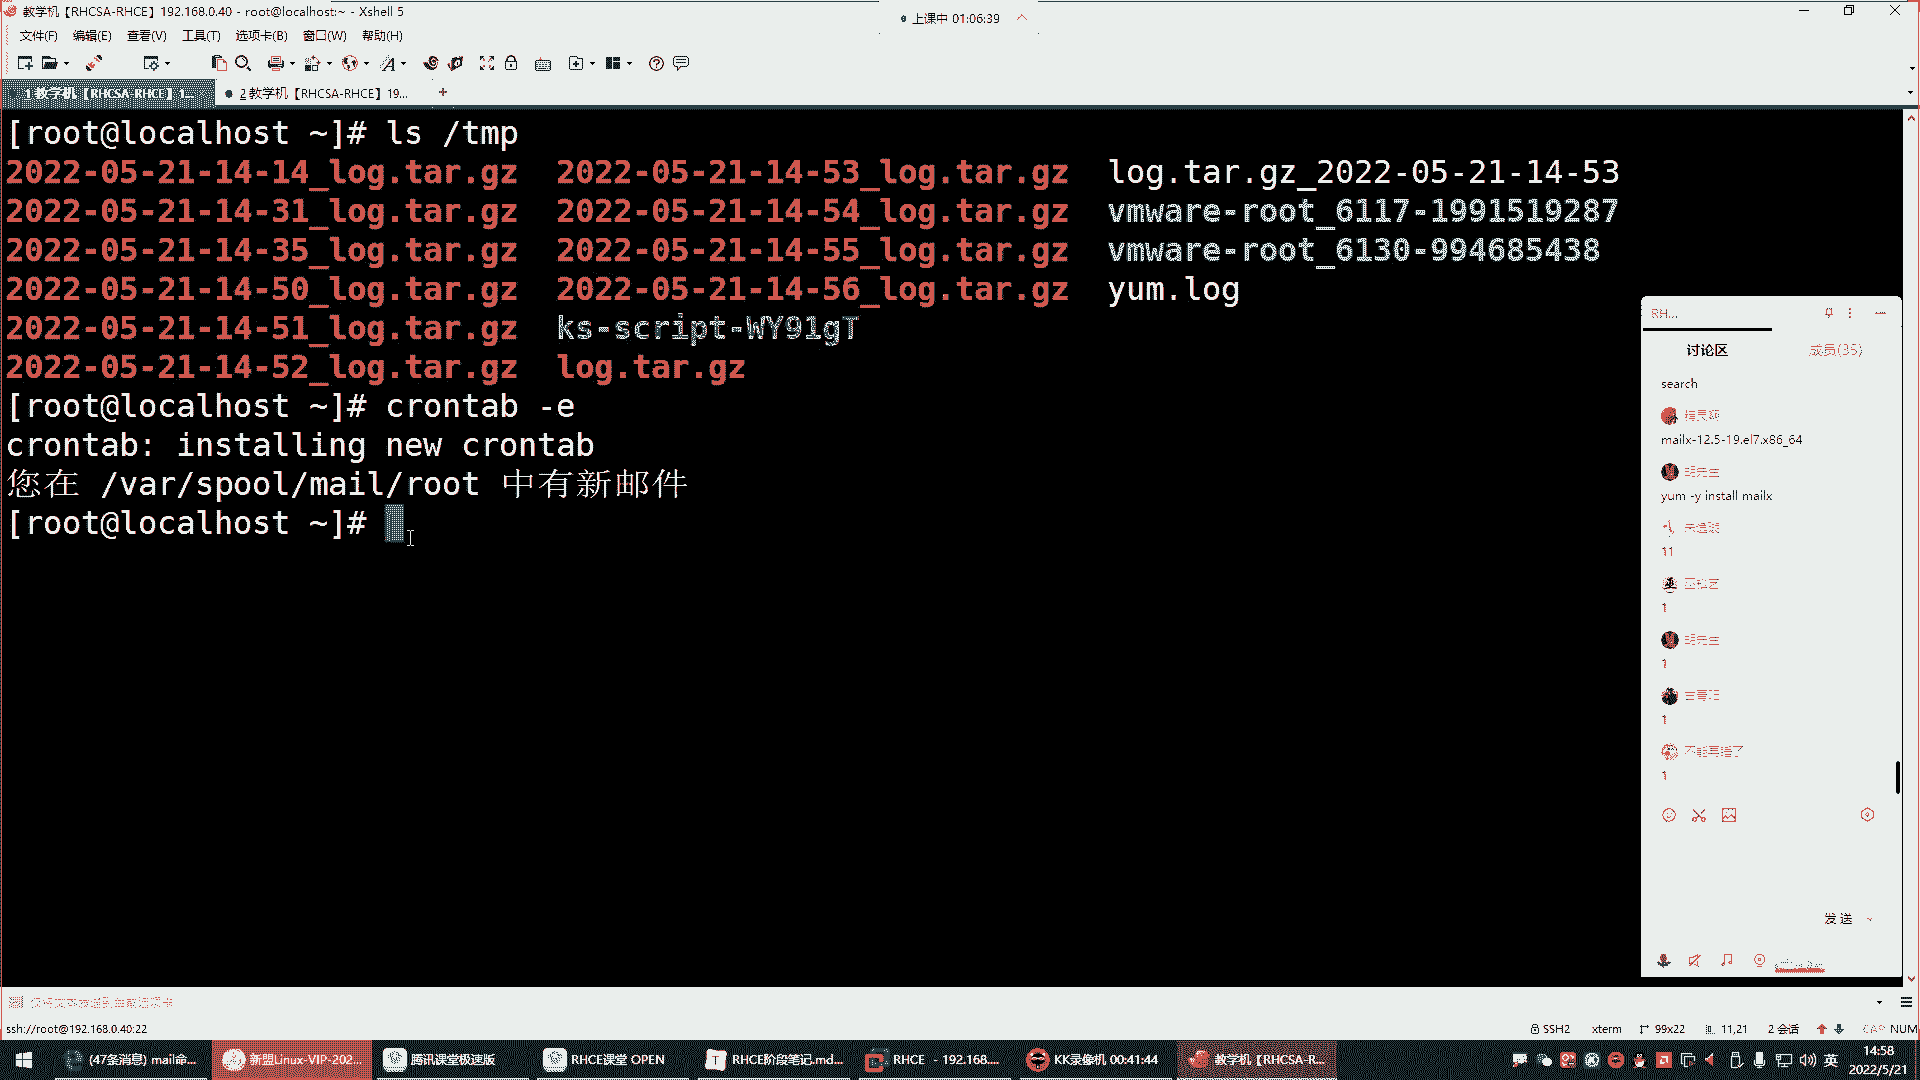 教学机【RHCSA-RHCE】192.168.0.40 - root@localhost:~ - Xshell 5
上课中 01:06:39
文件(F) 编辑(E) 查看(V) 工具(T) 选项卡(B) 窗口(W) 帮助(H)
1 教学机【RHCSA-RHCE】1... 2 教学机【RHCSA-RHCE】19...
[root@localhost ~]# ls /tmp
2022-05-21-14-14_log.tar.gz 2022-05-21-14-53_log.tar.gz log.tar.gz_2022-05-21-14-53
2022-05-21-14-31_log.tar.gz 2022-05-21-14-54_log.tar.gz vmware-root_6117-1991519287
2022-05-21-14-35_log.tar.gz 2022-05-21-14-55_log.tar.gz vmware-root_6130-994685438
2022-05-21-14-50_log.tar.gz 2022-05-21-14-56_log.tar.gz yum.log
2022-05-21-14-51_log.tar.gz ks-script-WY91gT
2022-05-21-14-52_log.tar.gz log.tar.gz
[root@localhost ~]# crontab -e
crontab: installing new crontab
您在 /var/spool/mail/root 中有新邮件
[root@localhost ~]#
RH...
讨论区 成员(35)
search
mailx-12.5-19.el7.x86_64
yum -y install mailx
11
1
1
1
1
发送
ssh://root@192.168.0.40:22 SSH2 xterm 99x22 11,21 2 会话 CAP NUM
(47条消息) mail命... 新盟Linux-VIP-202... 腾讯课堂极速版 RHCE课堂 OPEN RHCE阶段笔记.md... RHCE - 192.168.... KK录像机 00:41:44 教学机【RHCSA-R... 英 14:58
2022/5/21